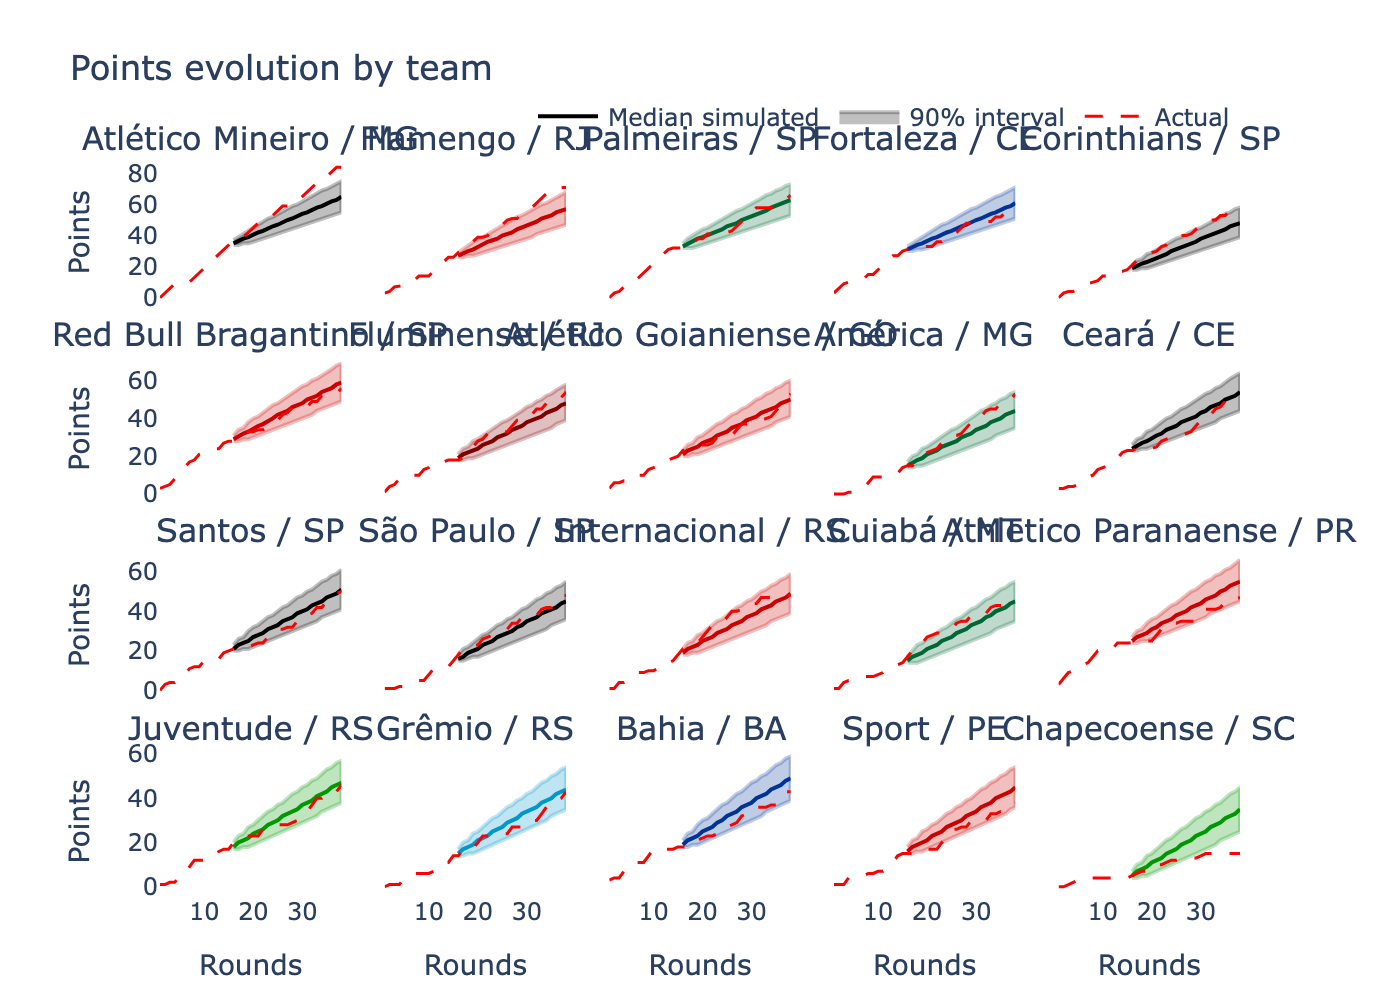 Points evolution by team
Median simulated 90% interval Actual
Atlético Mineiro / MG Flamengo / RJ Palmeiras / SP Fortaleza / CE Corinthians / SP
80
60
40
20
0
Points
Red Bull Bragantino / SP Fluminense / RJ Atlético Goianiense / GO América / MG Ceará / CE
60
40
20
0
Points
Santos / SP São Paulo / SP Internacional / RS Cuiabá / MT Athletico Paranaense / PR
60
40
20
0
Points
Juventude / RS Grêmio / RS Bahia / BA Sport / PE Chapecoense / SC
60
40
20
0
Points
10 20 30 10 20 30 10 20 30 10 20 30 10 20 30
Rounds Rounds Rounds Rounds Rounds